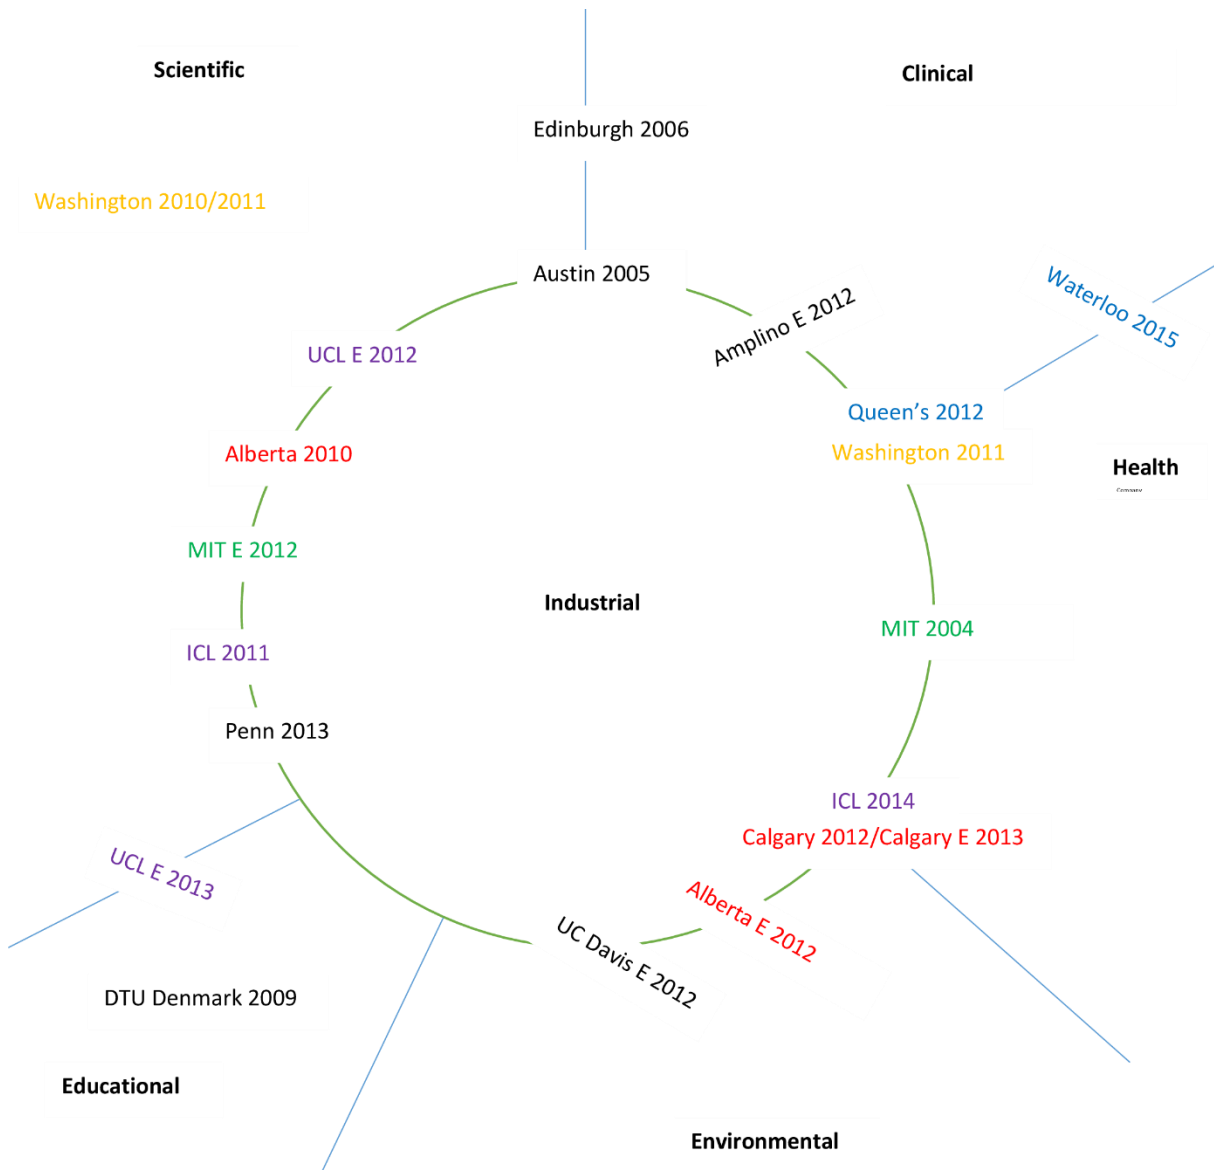 Scientific
Clinical
Edinburgh 2006
Washington 2010/2011
Austin 2005
Amplino E 2012
Waterloo 2015
UCL E 2012
Queen's 2012
Alberta 2010
Washington 2011
Health
Company
MIT E 2012
Industrial
MIT 2004
ICL 2011
Penn 2013
ICL 2014
Calgary 2012/Calgary E 2013
UCL E 2013
Alberta E 2012
UC Davis E 2012
DTU Denmark 2009
Educational
Environmental